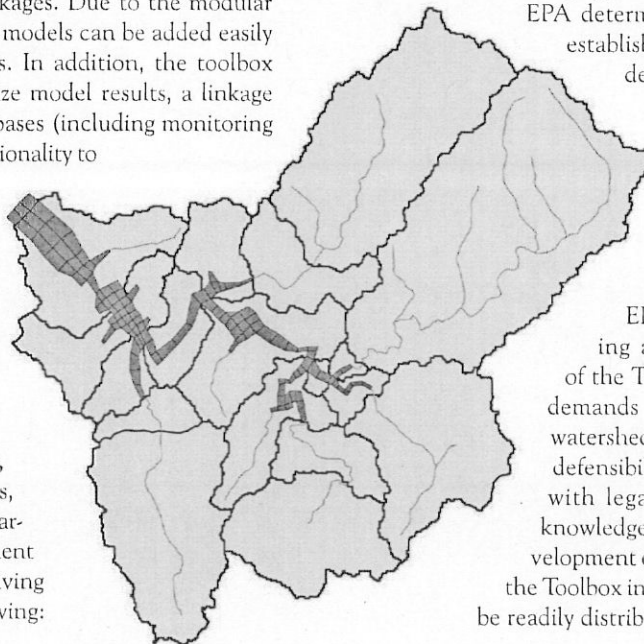 kages. Due to the modular
models can be added easily
s. In addition, the toolbox
ze model results, a linkage
bases (including monitoring
ionality to
s,
ar-
ent
ving
wing:
EPA determ
establis
de
EP
ing a
of the T
demands
watershed
defensibi
with lega
knowledge
velopment o
the Toolbox in
be readily distrib